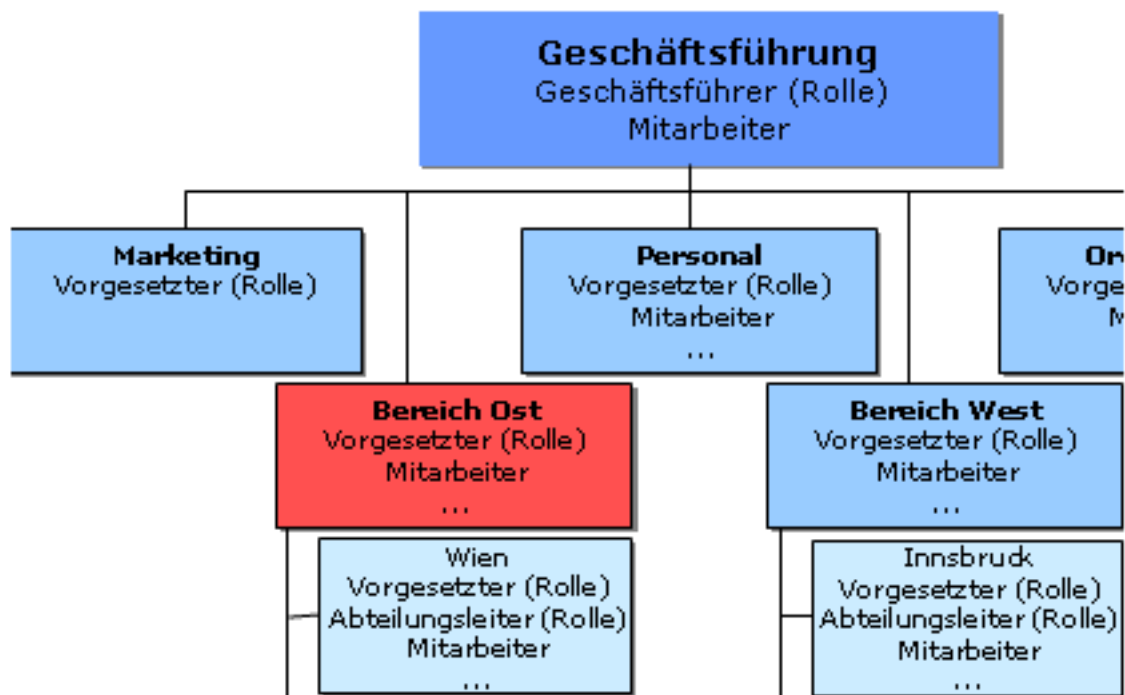 Geschäftsführung
Geschäftsführer (Rolle)
Mitarbeiter
Marketing
Vorgesetzter (Rolle)
Personal
Vorgesetzter (Rolle)
Mitarbeiter
...
Bereich Ost
Vorgesetzter (Rolle)
Mitarbeiter
...
Bereich West
Vorgesetzter (Rolle)
Mitarbeiter
...
Wien
Vorgesetzter (Rolle)
Abteilungsleiter (Rolle)
Mitarbeiter
...
Innsbruck
Vorgesetzter (Rolle)
Abteilungsleiter (Rolle)
Mitarbeiter
...